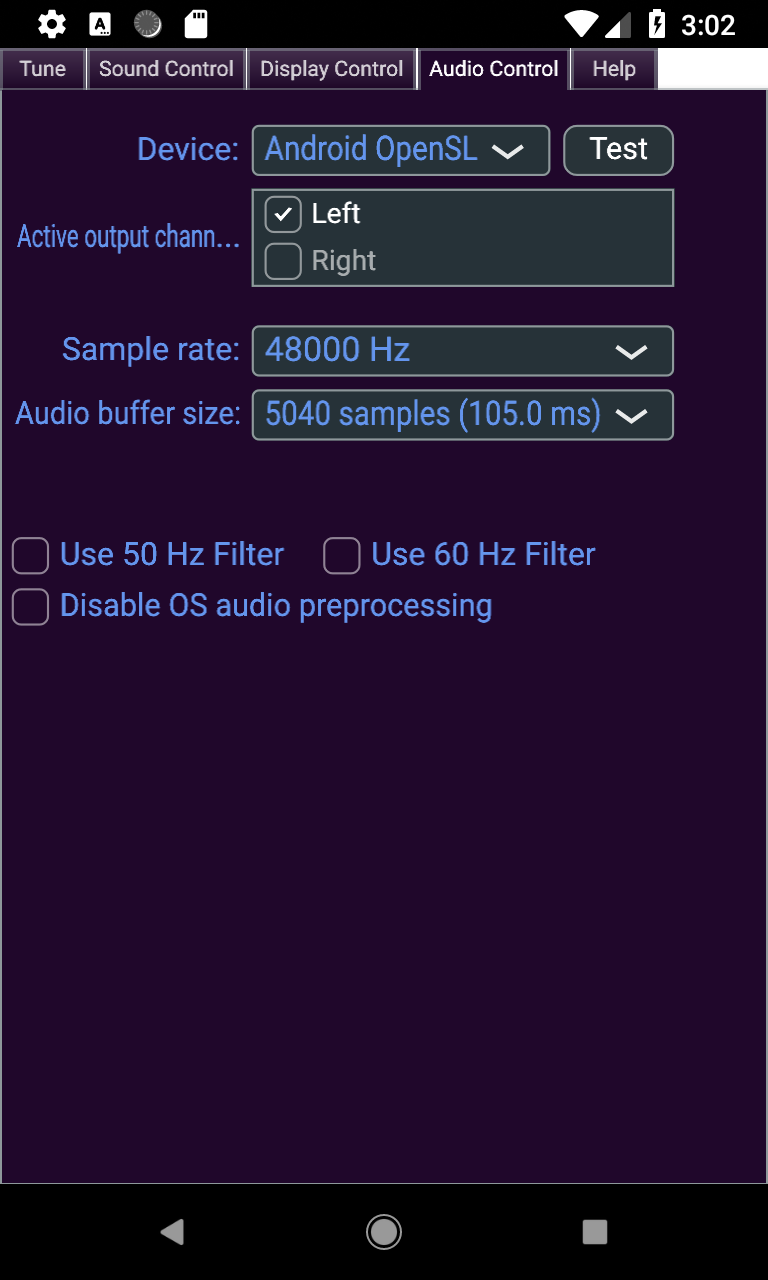 3:02
Tune Sound Control Display Control Audio Control Help
Device: Android OpenSL Test
Active output chann...
Left
Right
Sample rate: 48000 Hz
Audio buffer size: 5040 samples (105.0 ms)
Use 50 Hz Filter Use 60 Hz Filter
Disable OS audio preprocessing